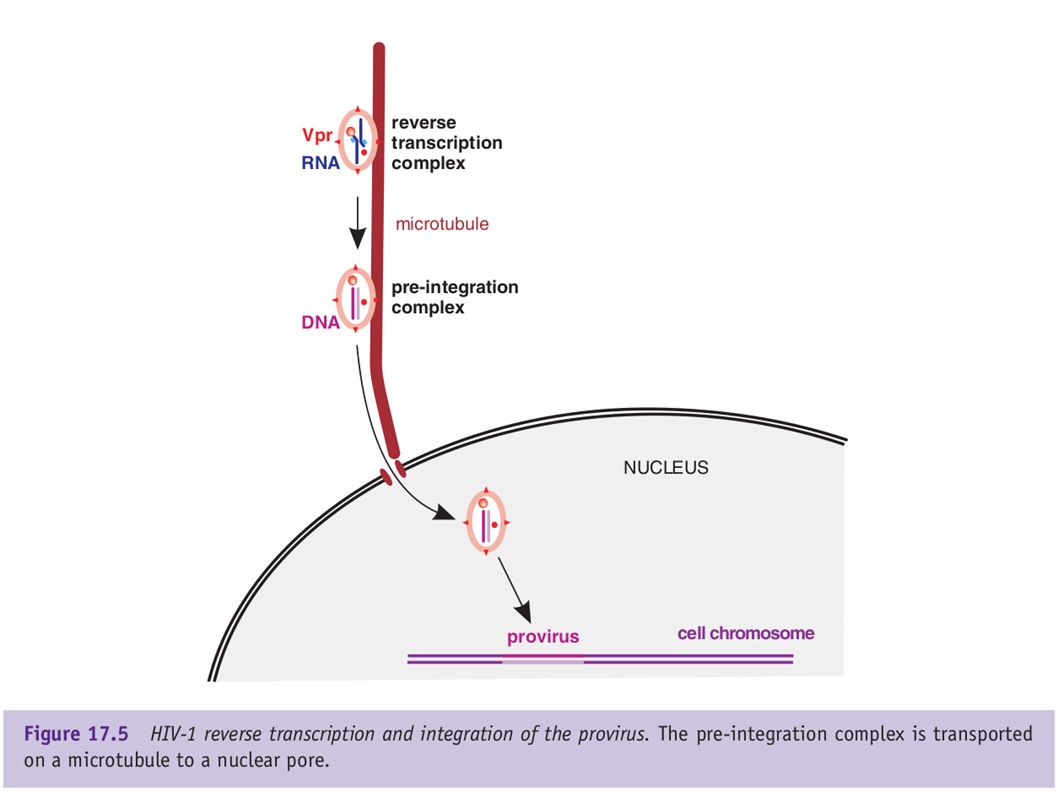 Vpr
RNA
reverse
transcription
complex
microtubule
pre-integration
complex
DNA
NUCLEUS
provirus
cell chromosome
Figure 17.5 HIV-1 reverse transcription and integration of the provirus. The pre-integration complex is transported
on a microtubule to a nuclear pore.